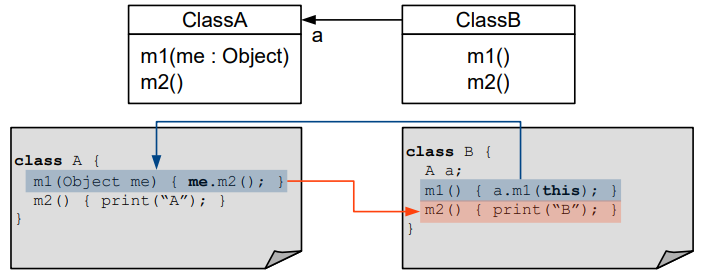 ClassA
m1(me : Object)
m2()
a
ClassB
m1()
m2()
class A {
m1(Object me) { me.m2(); }
m2() { print(“A”); }
}
class B {
A a;
m1() { a.m1(this); }
m2() { print(“B”); }
}